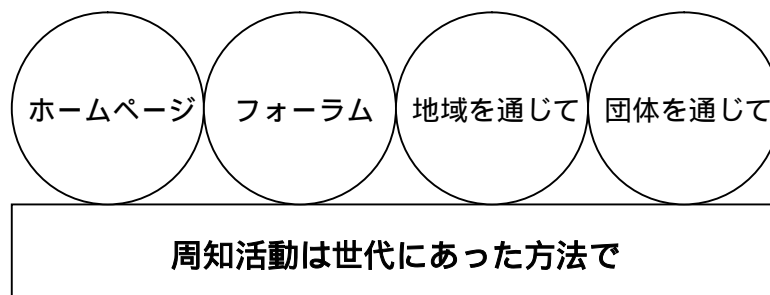 ホームページ
フォーラム
地域を通じて
団体を通じて
周知活動は世代にあった方法で